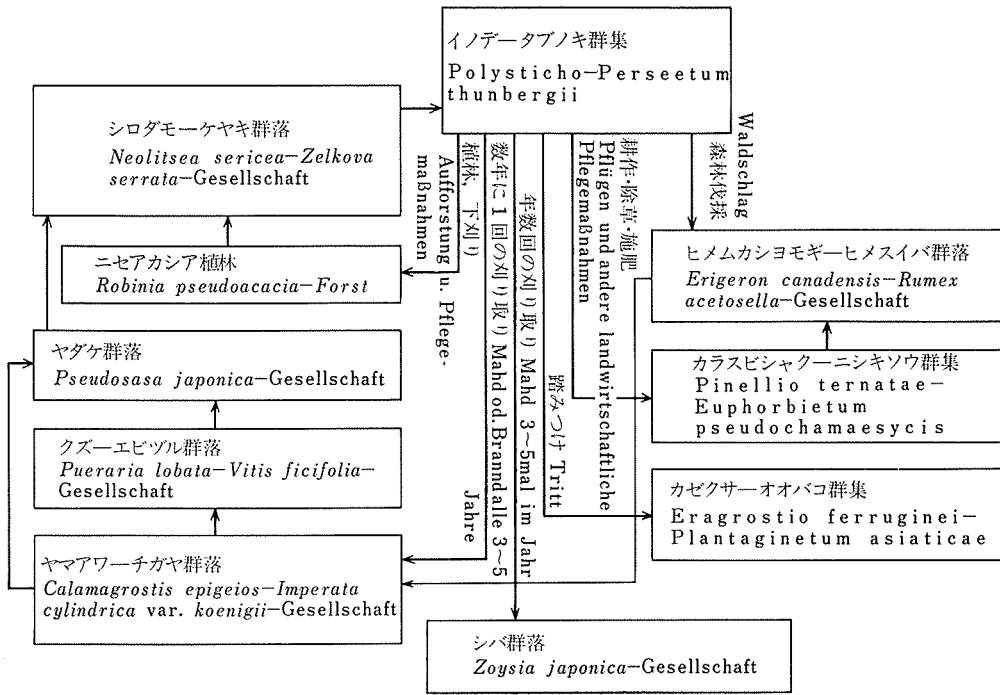 イノデータブノキ群集
Polysticho—Perseetum
thunbergii
シロダモーケヤキ群落
Neolitsea sericea—Zelkova
serrata—Gesellschaft
ニセアカシア植林
Robinia pseudoacacia—Forst
ヤダケ群落
Pseudosasa japonica—Gesellschaft
クズーエビヅル群落
Pueraria lobata—Vitis ficifolia—
Gesellschaft
ヤマアワーチガヤ群落
Calamagrostis epigeios—Imperata
cylindrica var. koenigii—Gesellschaft
植林,下刈り
Aufforstung u. Pflege-
maßnahmen
数年に1回の刈り取り Mahd od. Branndalle 3~5
Jahre
年数回の刈り取り Mahd 3~5mal im Jahr
踏みつけ Tritt
耕作・除草・施肥
Pflügen und andere landwirtschaftliche
Pflegemaßnahmen
Waldschlag
森林伐採
ヒメムカシヨモギーヒメスイバ群落
Erigeron canadensis—Rumex
acetosella—Gesellschaft
カラスビシャクーニシキソウ群集
Pinellio ternatae—
Euphorbietum
pseudochamaesycis
カゼクサーオオバコ群集
Eragrostio ferruginei—
Plantaginetum asiaticae
シバ群落
Zoysia japonica—Gesellschaft